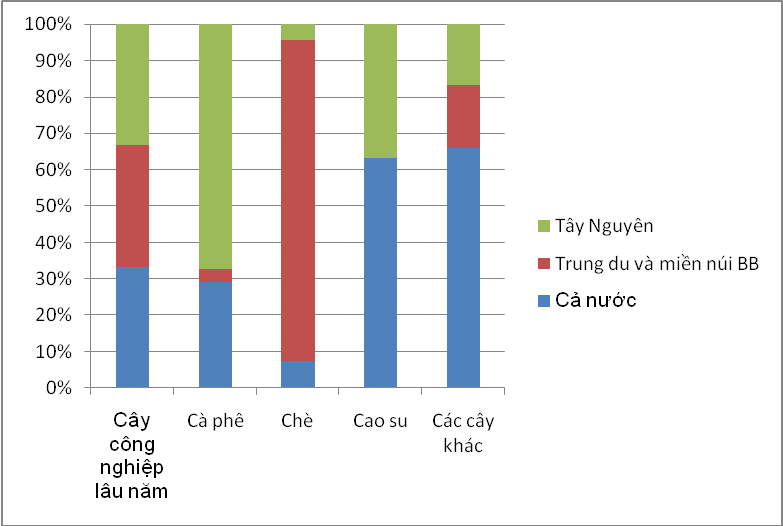 100%
90%
80%
70%
60%
50%
40%
30%
20%
10%
0%
Cây
công
nghiệp
lâu năm
Cà phê
Chè
Cao su
Các cây
khác
Tây Nguyên
Trung du và miền núi BB
Cả nước